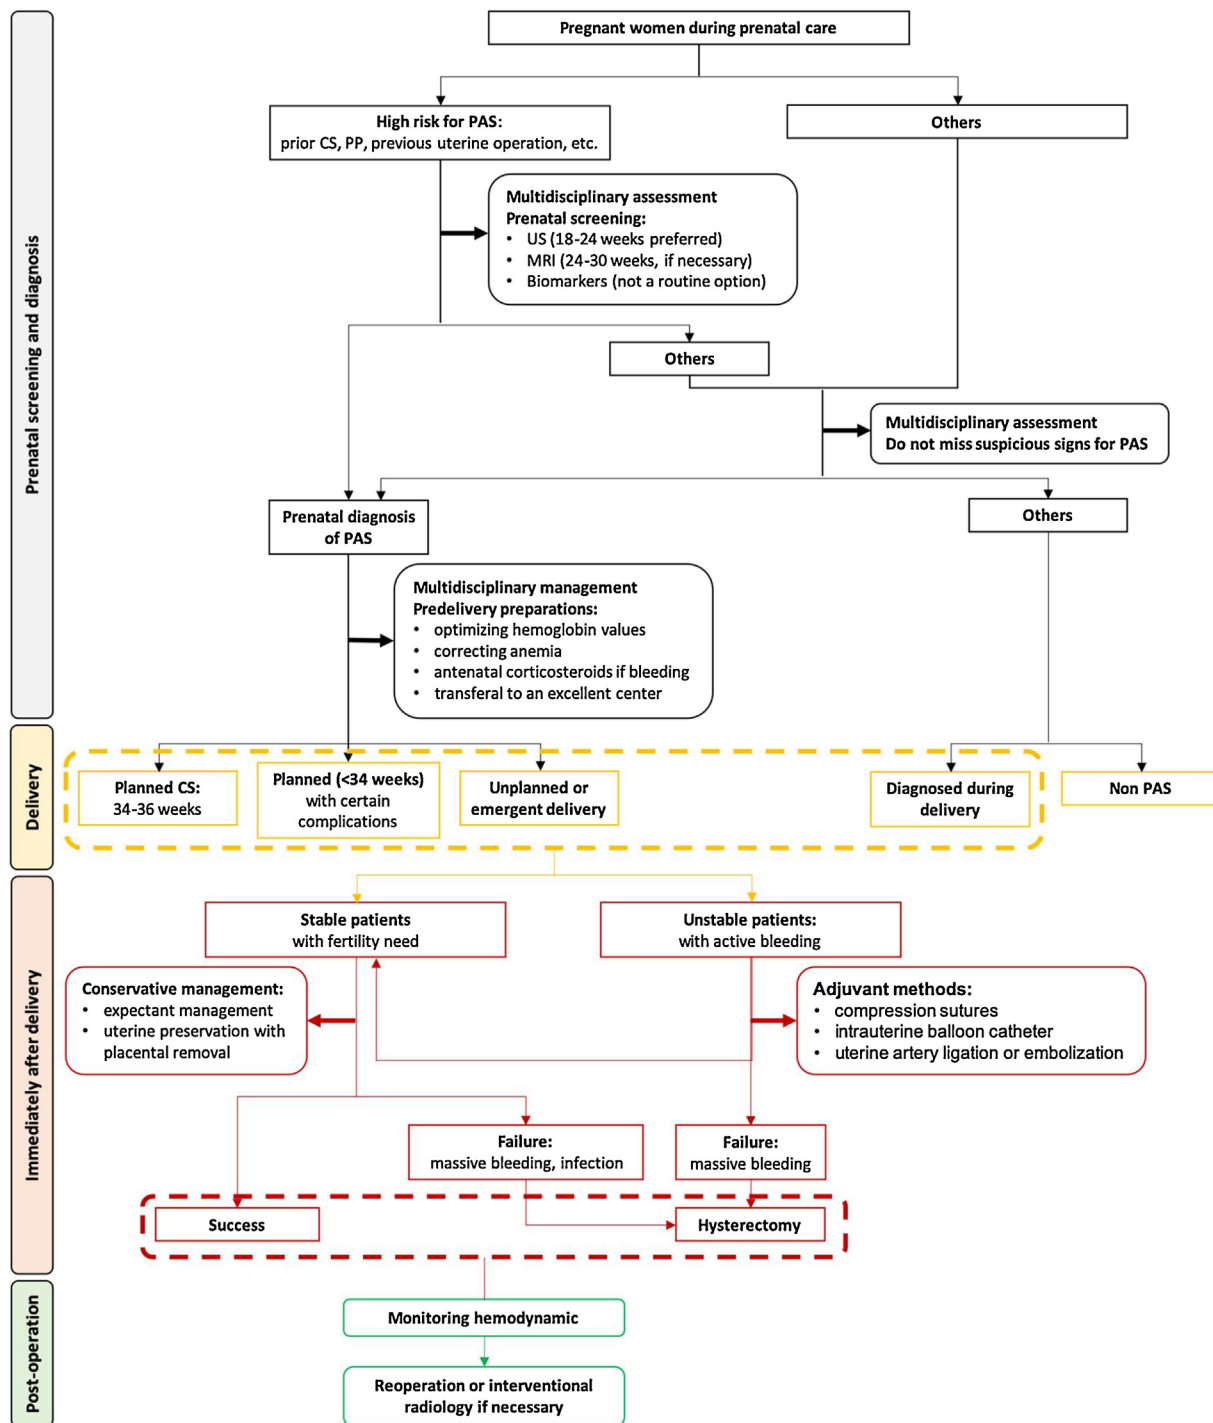 Prenatal screening and diagnosis
Pregnant women during prenatal care
High risk for PAS:
prior CS, PP, previous uterine operation, etc.
Others
Multidisciplinary assessment
Prenatal screening:
• US (18-24 weeks preferred)
• MRI (24-30 weeks, if necessary)
• Biomarkers (not a routine option)
Others
Multidisciplinary assessment
Do not miss suspicious signs for PAS
Prenatal diagnosis
of PAS
Others
Multidisciplinary management
Predelivery preparations:
• optimizing hemoglobin values
• correcting anemia
• antenatal corticosteroids if bleeding
• transferal to an excellent center
Delivery
Planned CS:
34-36 weeks
Planned (<34 weeks)
with certain
complications
Unplanned or
emergent delivery
Diagnosed during
delivery
Non PAS
Immediately after delivery
Stable patients
with fertility need
Unstable patients:
with active bleeding
Conservative management:
• expectant management
• uterine preservation with
placental removal
Adjuvant methods:
• compression sutures
• intrauterine balloon catheter
• uterine artery ligation or embolization
Failure:
massive bleeding, infection
Failure:
massive bleeding
Success
Hysterectomy
Post-operation
Monitoring hemodynamic
Reoperation or interventional
radiology if necessary